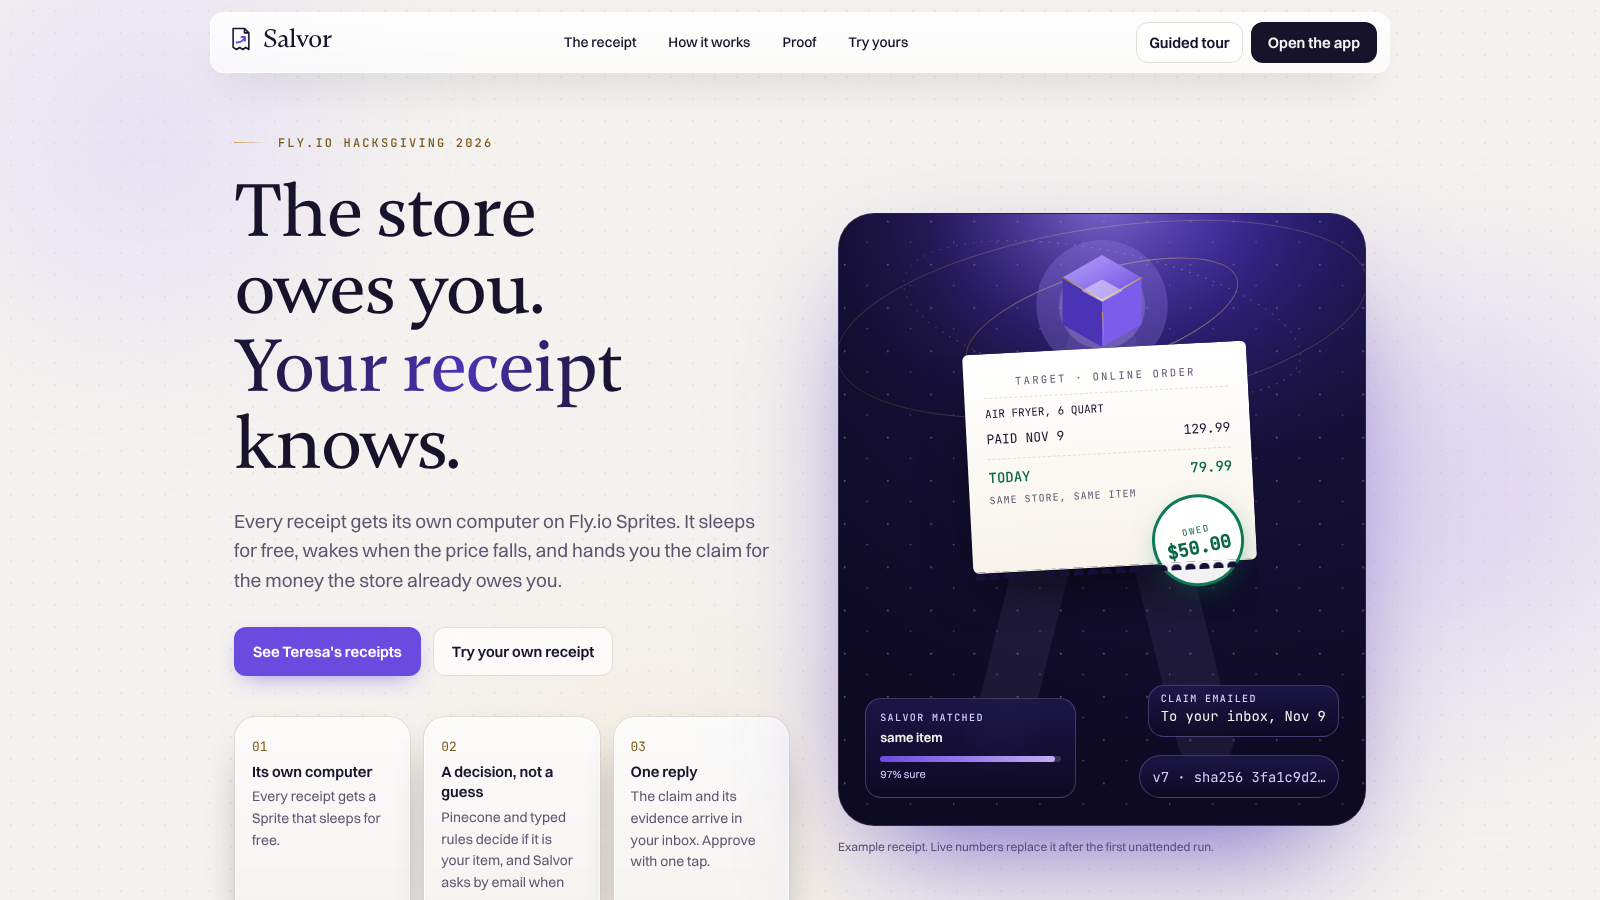 Salvor
The receipt
How it works
Proof
Try yours
Guided tour
Open the app
FLY.IO HACKSGIVING 2026
The store
owes you.
Your receipt
knows.
Every receipt gets its own computer on Fly.io Sprites. It sleeps
for free, wakes when the price falls, and hands you the claim for
the money the store already owes you.
See Teresa's receipts
Try your own receipt
01
Its own computer
Every receipt gets a
Sprite that sleeps for
free.
02
A decision, not a
guess
Pinecone and typed
rules decide if it is
your item, and Salvor
asks by email when
03
One reply
The claim and its
evidence arrive in
your inbox. Approve
with one tap.
TARGET · ONLINE ORDER
AIR FRYER, 6 QUART
PAID NOV 9 129.99
TODAY 79.99
SAME STORE, SAME ITEM
OWED
$50.00
SALVOR MATCHED
same item
97% sure
CLAIM EMAILED
To your inbox, Nov 9
v7 · sha256 3fa1c9d2…
Example receipt. Live numbers replace it after the first unattended run.